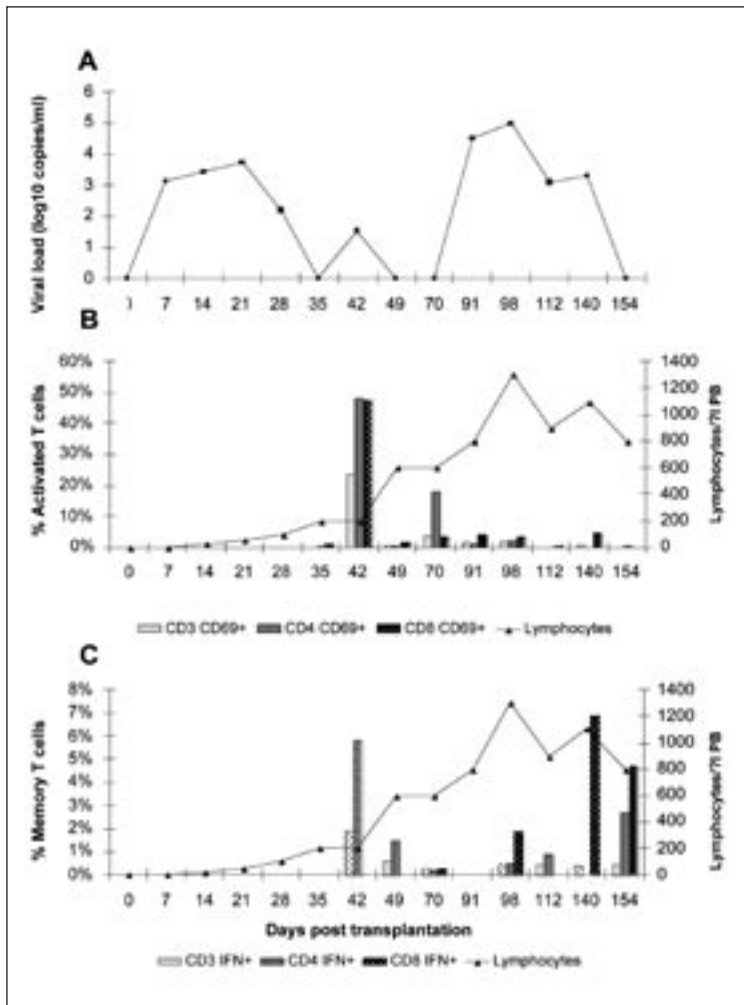 A
Viral load (log10 copies/ml)
6
5
4
3
2
1
0
7 14 21 28 35 42 49 70 91 98 112 140 154
B
% Activated T cells
60%
50%
40%
30%
20%
10%
0%
Lymphocytes/?l PB
1400
1200
1000
800
600
400
200
0
0 7 14 21 28 35 42 49 70 91 98 112 140 154
CD3 CD69+ CD4 CD69+ CD8 CD69+ Lymphocytes
C
% Memory T cells
8%
7%
6%
5%
4%
3%
2%
1%
0%
Lymphocytes/?l PB
1400
1200
1000
800
600
400
200
0
0 7 14 21 28 35 42 49 70 91 98 112 140 154
Days post transplantation
CD3 IFN+ CD4 IFN+ CD8 IFN+ Lymphocytes